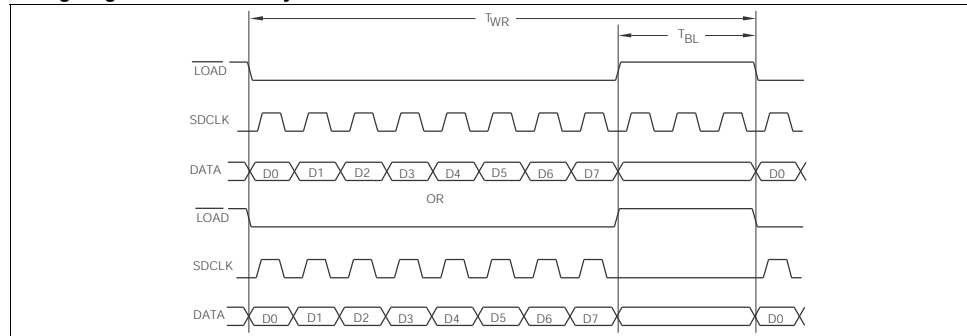 TWR
TBL
LOAD
SDCLK
DATA D0 D1 D2 D3 D4 D5 D6 D7 D0
OR
LOAD
SDCLK
DATA D0 D1 D2 D3 D4 D5 D6 D7 D0